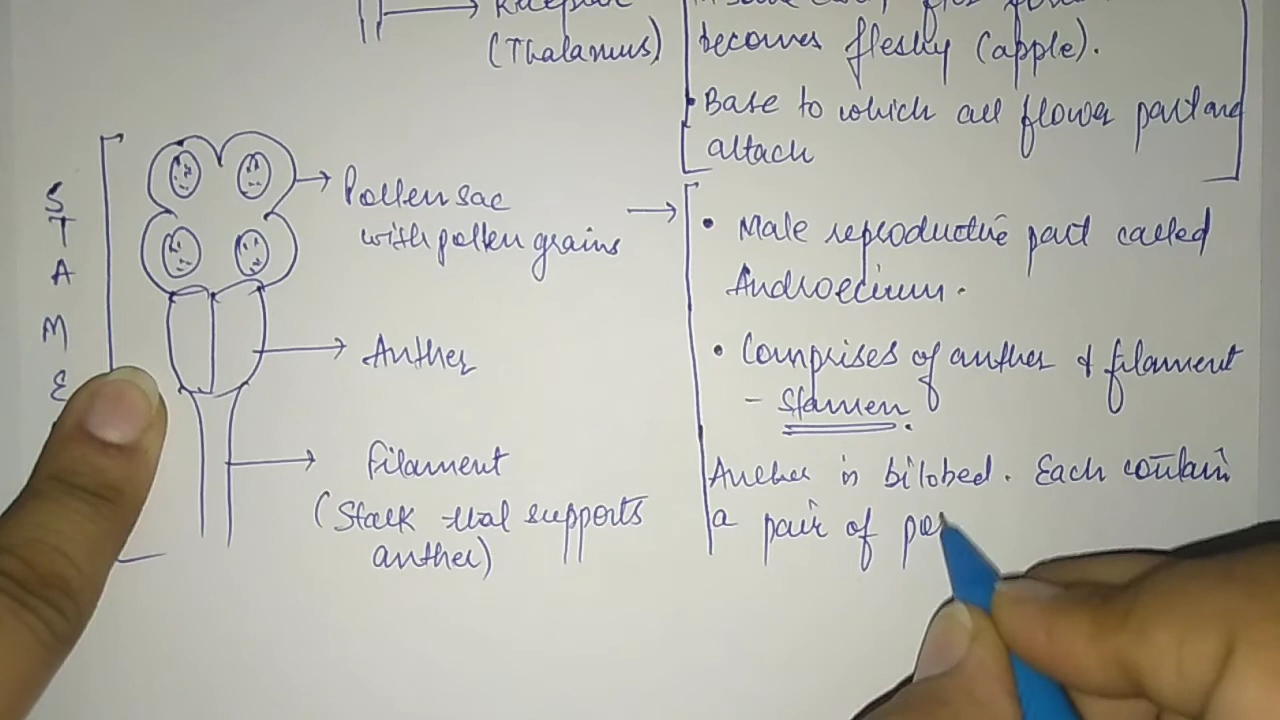 (Thalamus)
becomes fleshy (apple).
• Base to which all flower part are
attach
S
T
A
M
E
Pollen sac
with pollen grains
Anther
filament
(Stack that supports
anther)
• Male reproductive part called
Androecium.
• Comprises of anther & filament
- Stamen.
Anther is bilobed. Each contain
a pair of